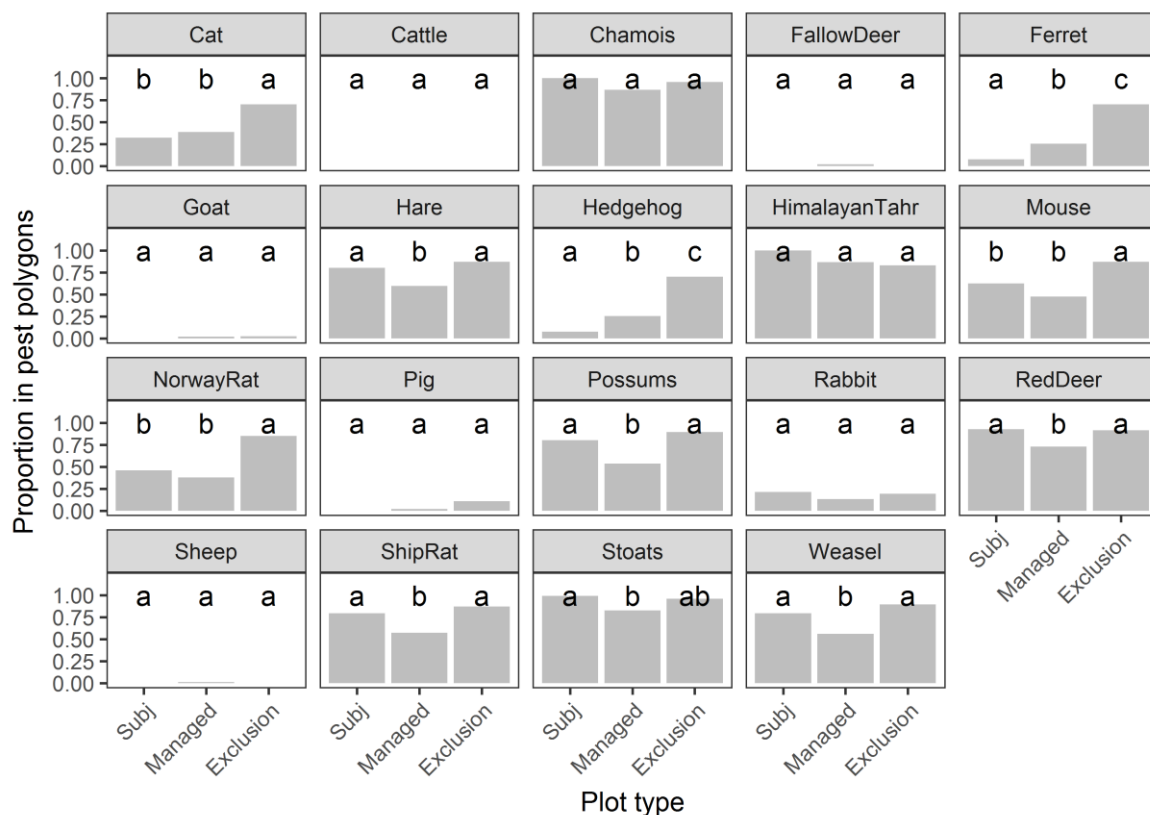 Cat Cattle Chamois FallowDeer Ferret
1.00 b b a a a a a a a a a a a b c
0.75
0.50
0.25
0.00
Goat Hare Hedgehog HimalayanTahr Mouse
1.00 a a a a b a a b c a a a b b a
0.75
0.50
0.25
0.00
NorwayRat Pig Possums Rabbit RedDeer
1.00 b b a a a a a b a a a a a b a
0.75
0.50
0.25
0.00
Sheep ShipRat Stoats Weasel
1.00 a a a a b a a b ab a b a
0.75
0.50
0.25
0.00
Subj Managed Exclusion Subj Managed Exclusion Subj Managed Exclusion Subj Managed Exclusion Subj Managed Exclusion
Plot type
Proportion in pest polygons